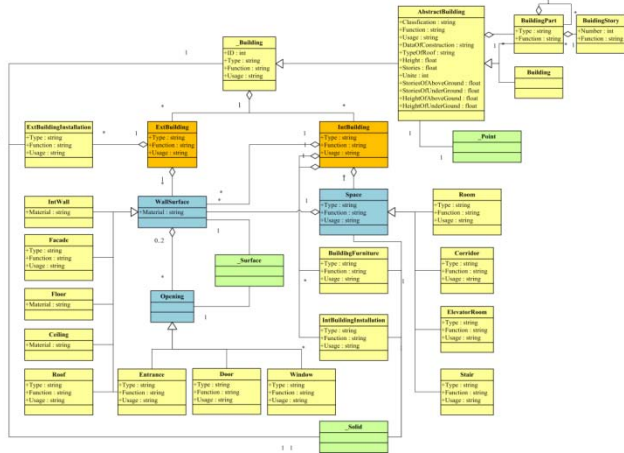 AbstractBuilding
+Classfication : string
+Function : string
+Usage : string
+DataOfConstruction : string
+TypeOfRoof : string
+Height : float
+Stories : float
+Unite : int
+StoriesOfAboveGround : float
+StoriesOfUnderGround : float
+HeightOfAboveGound : float
+HeightOfUnderGound : float
BuildingPart
+Type : string
+Function : string
BuidingStory
+Number : int
+Function : string
Building
_Building
+ID : int
+Type : string
+Function : string
+Usage : string
_Point
ExtBuildingInstallation
+Type : string
+Function : string
+Usage : string
ExtBuilding
+Type : string
+Function : string
+Usage : string
IntBuilding
+Type : string
+Function : string
+Usage : string
IntWall
+Material : string
WallSurface
+Material : string
Space
+Type : string
+Function : string
+Usage : string
Room
+Type : string
+Function : string
+Usage : string
Facade
+Type : string
+Function : string
+Usage : string
0..2
_Surface
BuildingFurniture
+Type : string
+Function : string
+Usage : string
Corridor
+Type : string
+Function : string
+Usage : string
Floor
+Material : string
Opening
IntBuildingInstallation
+Type : string
+Function : string
+Usage : string
ElevatorRoom
+Type : string
+Function : string
+Usage : string
Ceiling
+Material : string
Roof
+Type : string
+Function : string
+Usage : string
Entrance
+Type : string
+Function : string
+Usage : string
Door
+Type : string
+Function : string
+Usage : string
Window
+Type : string
+Function : string
+Usage : string
Stair
+Type : string
+Function : string
+Usage : string
_Solid
1 1